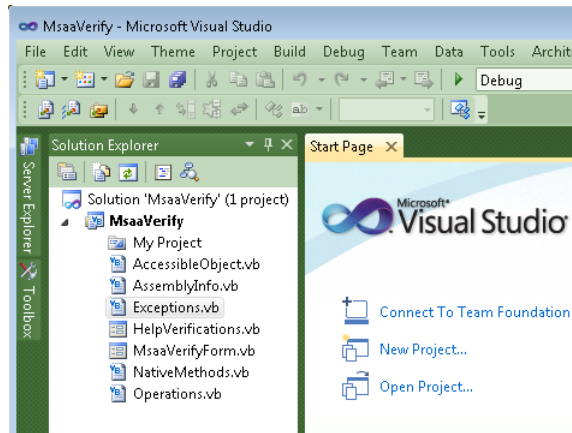 MsaaVerify - Microsoft Visual Studio
File Edit View Theme Project Build Debug Team Data Tools Archit
Debug
ab
Solution Explorer
Start Page
Server Explorer
Toolbox
Solution 'MsaaVerify' (1 project)
MsaaVerify
My Project
AccessibleObject.vb
AssemblyInfo.vb
Exceptions.vb
HelpVerifications.vb
MsaaVerifyForm.vb
NativeMethods.vb
Operations.vb
Microsoft
Visual Studio
Connect To Team Foundation
New Project...
Open Project...